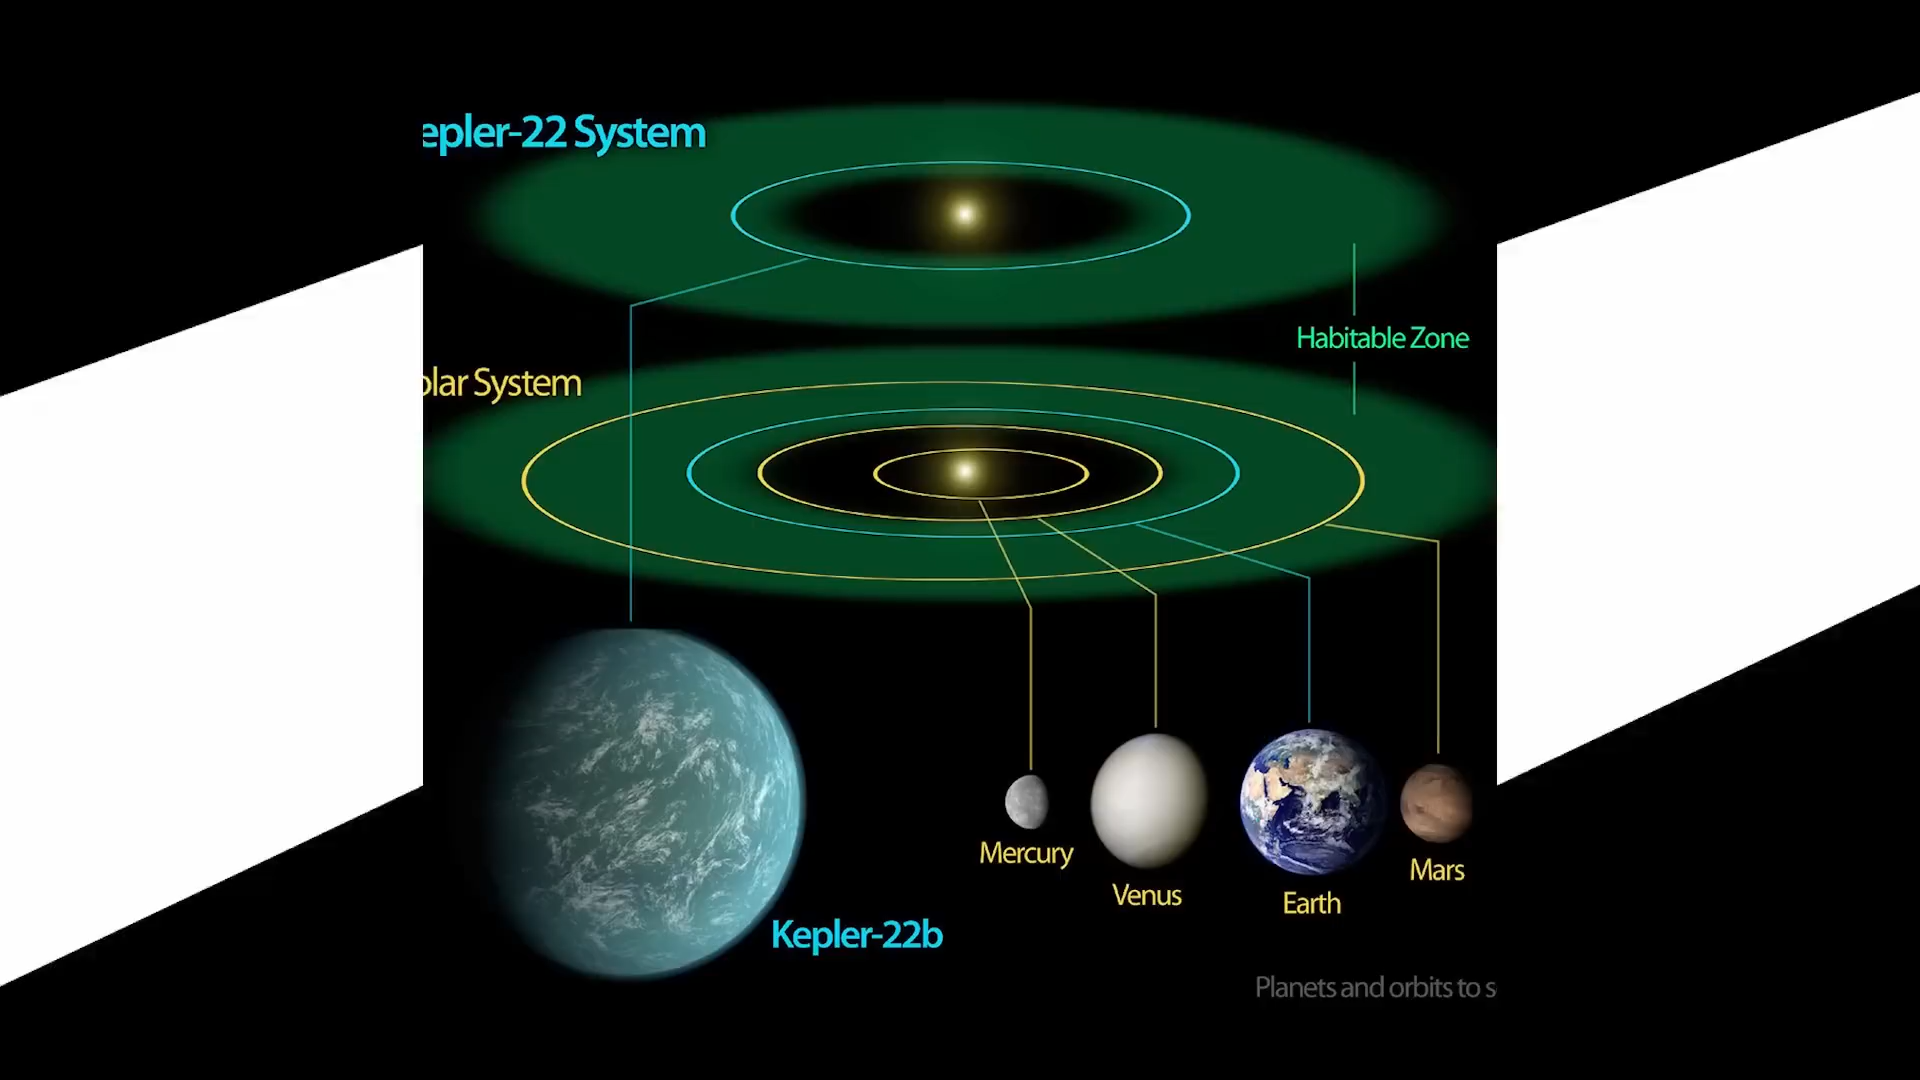 epler-22 System
Habitable Zone
olar System
Mercury
Venus
Earth
Mars
Kepler-22b
Planets and orbits to s